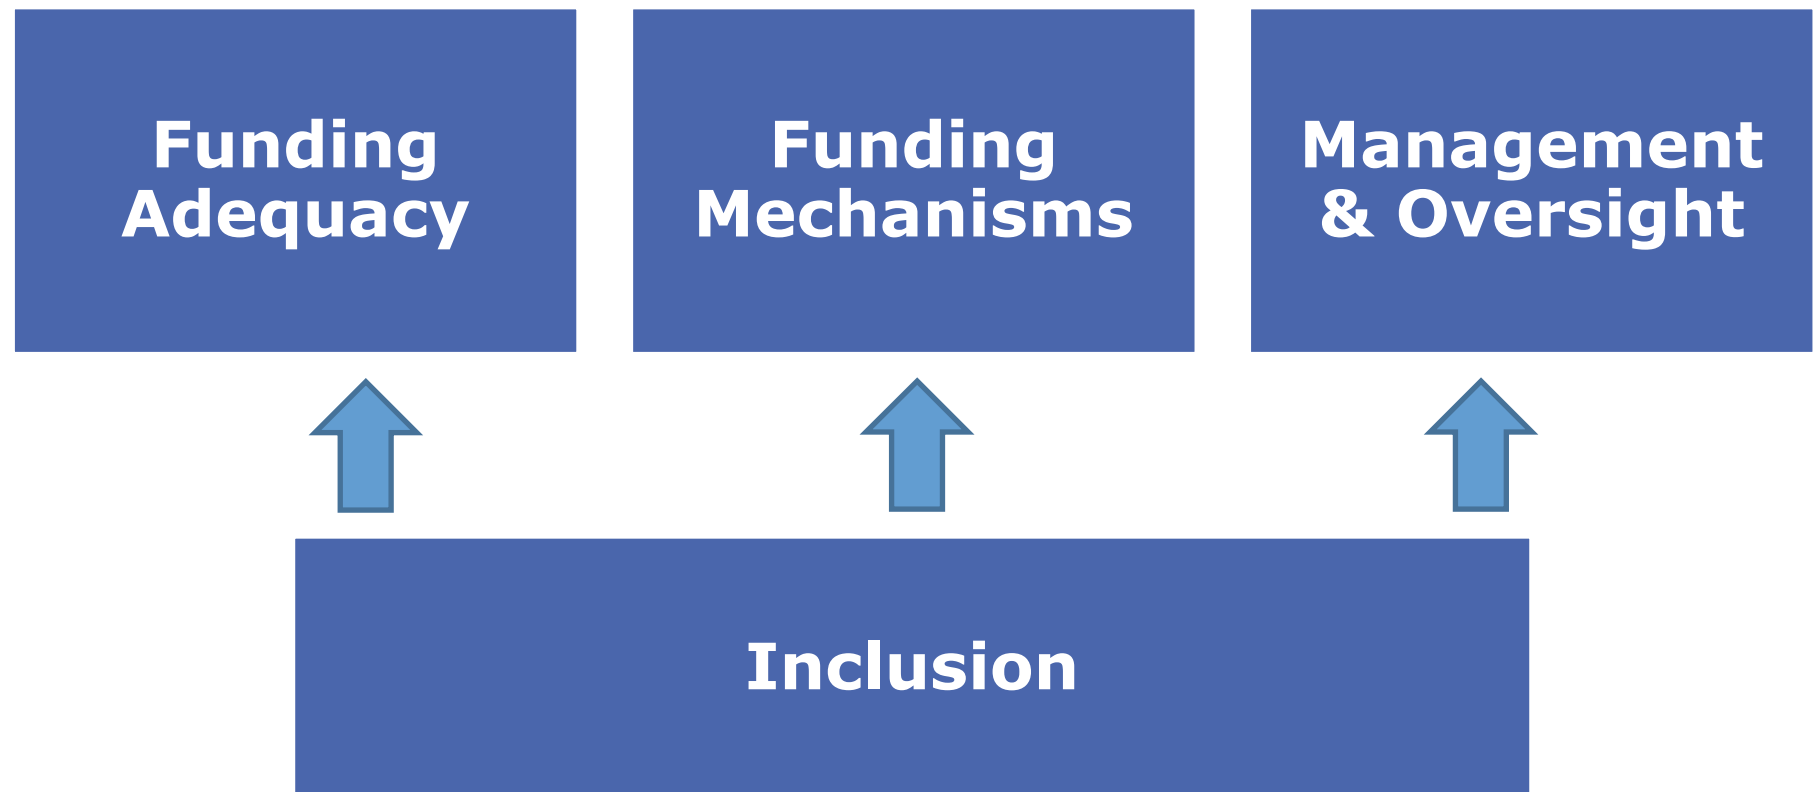 Funding
Adequacy
Funding
Mechanisms
Management
& Oversight
Inclusion